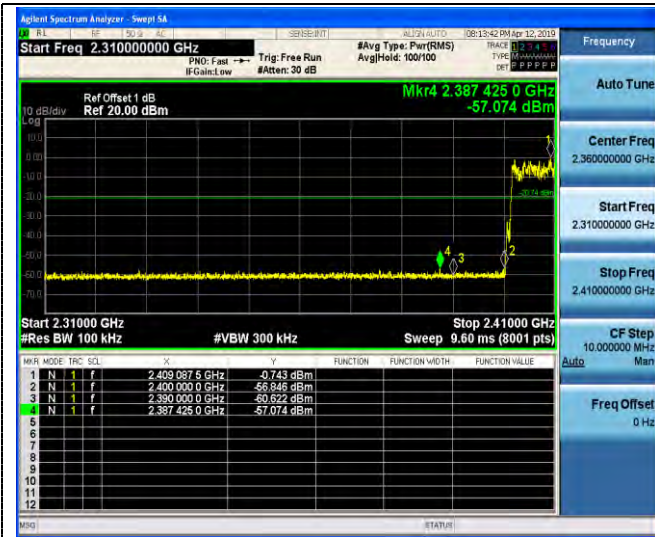 Agilent Spectrum Analyzer - Swept SA
RL RF 50 Ω AC SENSE:INT ALIGN AUTO 08:13:42 PM Apr 12, 2019
Start Freq 2.310000000 GHz
#Avg Type: Pwr(RMS)
TRACE 1 2 3 4 5 6
PNO: Fast Trig: Free Run Avg|Hold: 100/100
TYPE
IFGain:Low #Atten: 30 dB
DET P P P P P P
Mkr4 2.387 425 0 GHz
-57.074 dBm
Ref Offset 1 dB
10 dB/div Ref 20.00 dBm
Log
10.0
0.00
-10.0
-20.0
-30.0
-40.0
-50.0
-60.0
-70.0
1
-20.74 dBm
4
3
2
Start 2.31000 GHz Stop 2.41000 GHz
#Res BW 100 kHz #VBW 300 kHz Sweep 9.60 ms (8001 pts)
MKR MODE TRC SCL X Y FUNCTION FUNCTION WIDTH FUNCTION VALUE
1 N 1 f 2.409 087 5 GHz -0.743 dBm
2 N 1 f 2.400 000 0 GHz -56.846 dBm
3 N 1 f 2.390 000 0 GHz -60.622 dBm
4 N 1 f 2.387 425 0 GHz -57.074 dBm
5
6
7
8
9
10
11
12
MSG STATUS
Frequency
Auto Tune
Center Freq
2.360000000 GHz
Start Freq
2.310000000 GHz
Stop Freq
2.410000000 GHz
CF Step
10.000000 MHz
Auto Man
Freq Offset
0 Hz